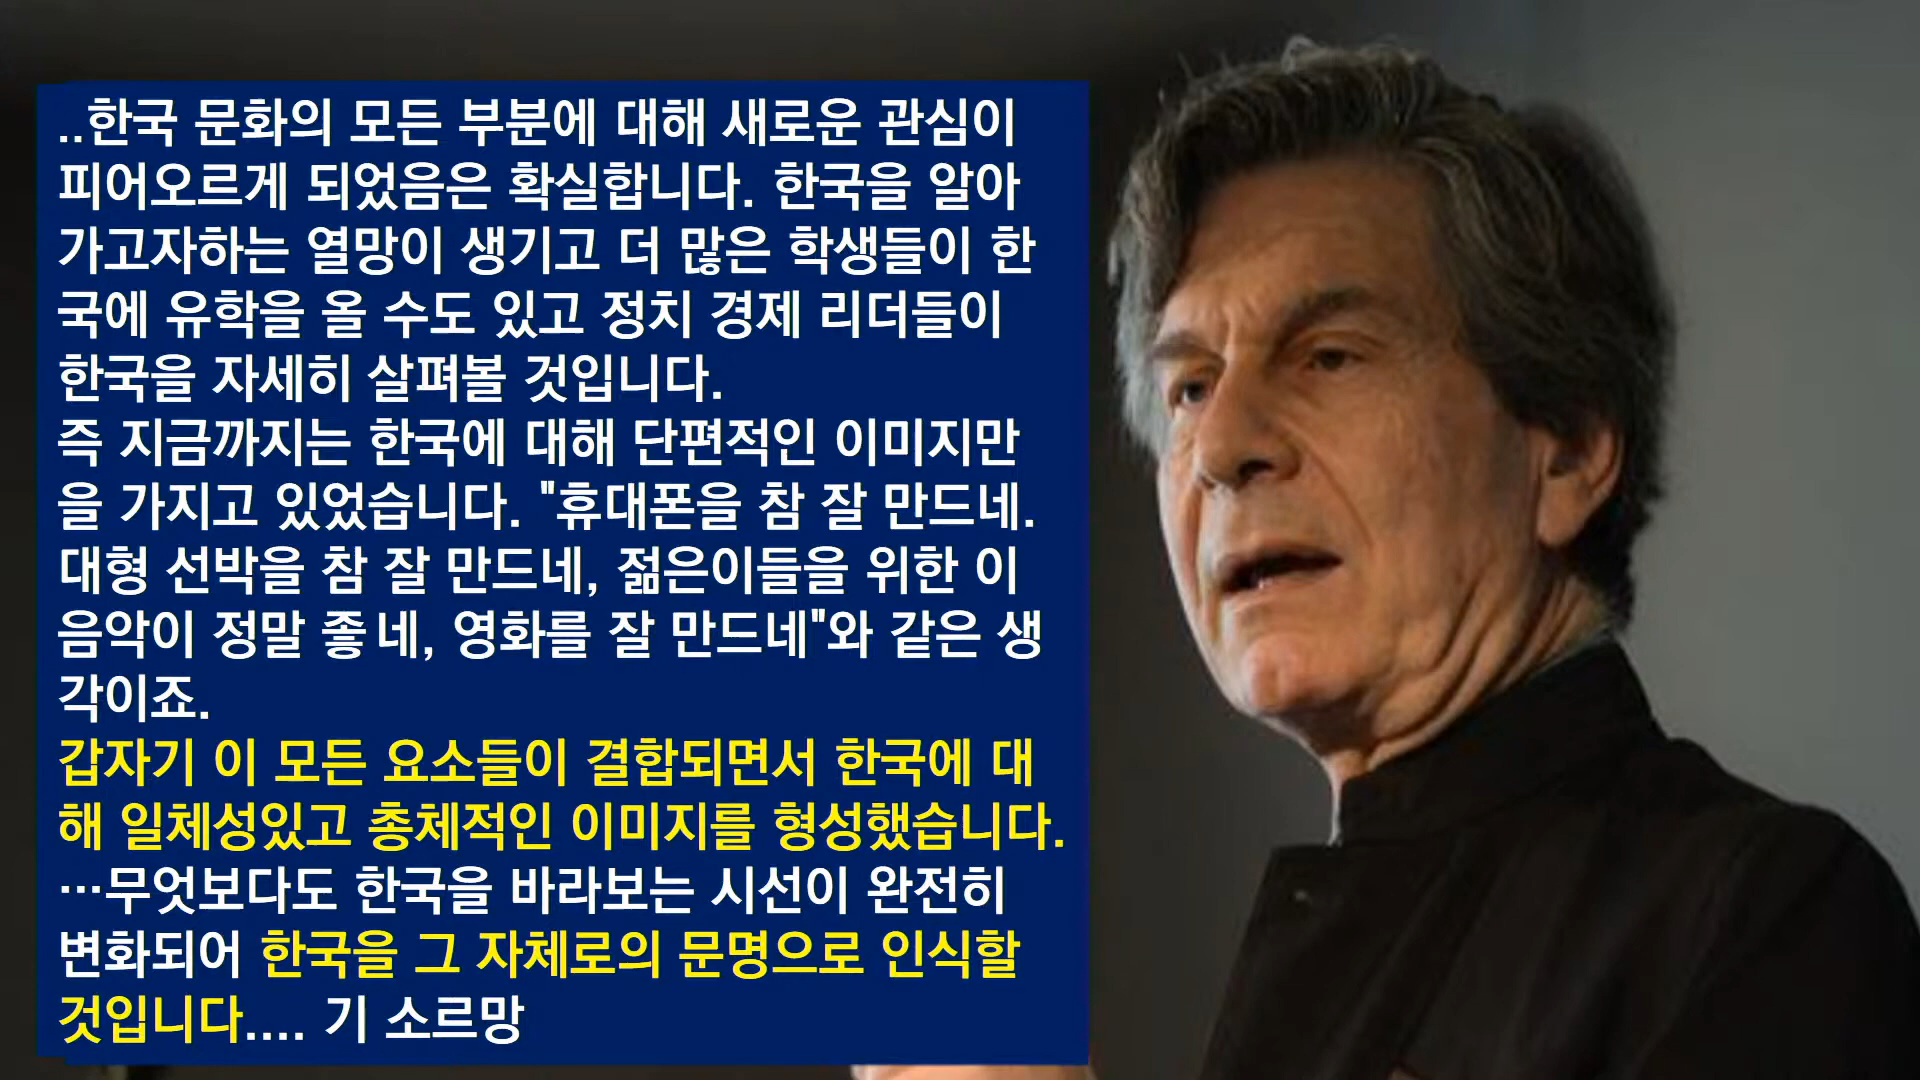 ..한국 문화의 모든 부분에 대해 새로운 관심이
피어오르게 되었음은 확실합니다. 한국을 알아
가고자하는 열망이 생기고 더 많은 학생들이 한
국에 유학을 올 수도 있고 정치 경제 리더들이
한국을 자세히 살펴볼 것입니다.
즉 지금까지는 한국에 대해 단편적인 이미지만
을 가지고 있었습니다. "휴대폰을 참 잘 만드네.
대형 선박을 참 잘 만드네, 젊은이들을 위한 이
음악이 정말 좋네, 영화를 잘 만드네"와 같은 생
각이죠.
갑자기 이 모든 요소들이 결합되면서 한국에 대
해 일체성있고 총체적인 이미지를 형성했습니다.
…무엇보다도 한국을 바라보는 시선이 완전히
변화되어 한국을 그 자체로의 문명으로 인식할
것입니다.... 기 소르망